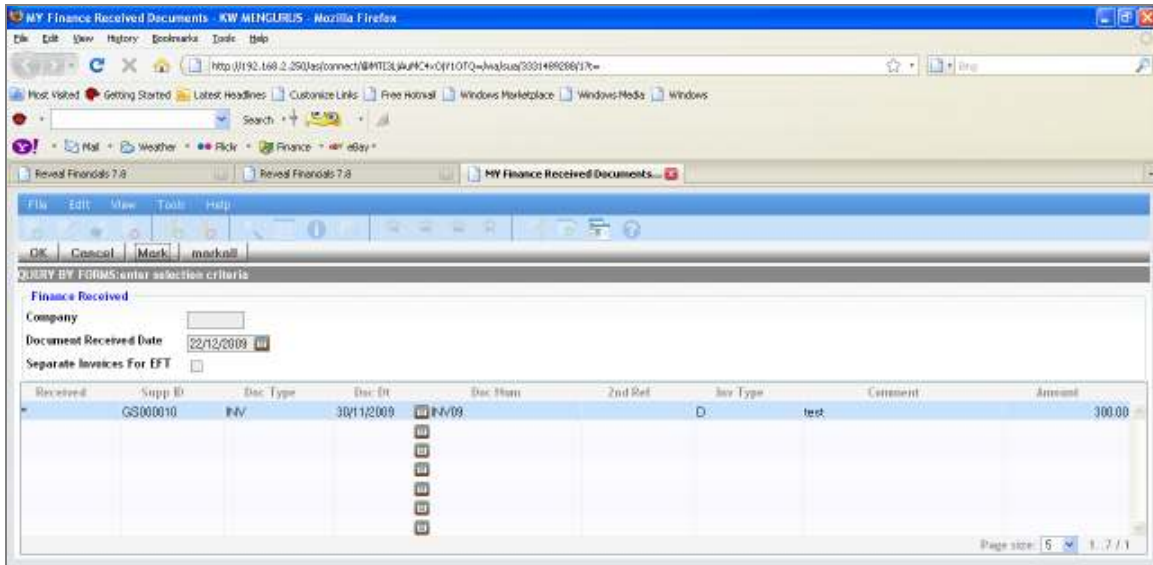 MY Finance Received Documents - KW MENGURUS - Mozilla Firefox
File Edit View History Bookmarks Tools Help
Most Visited Getting Started Latest Headlines Customize Links Free Hotmail Windows Marketplace Windows Media Windows
Search
Y! Mail Weather Flickr Finance eBay
Reveal Financials 7.8 Reveal Financials 7.8 MY Finance Received Documents...
File Edit View Tools Help
OK Cancel Mark markall
QUERY BY FORMS:enter selection criteria
Finance Received
Company
Document Received Date 22/12/2009
Separate Invoices For EFT
Received Supp ID Doc Type Doc Dt Doc Num 2nd Ref Inv Type Comment Amount
* GS000010 INV 30/11/2009 INV09 D test 300.00
Page size: 5 1..7 / 1